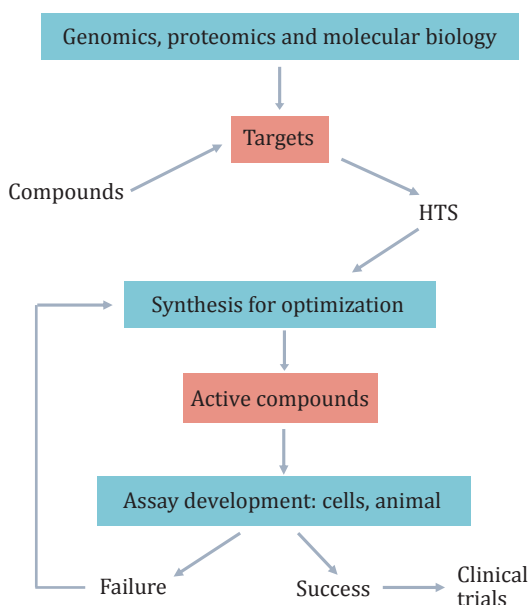 Genomics, proteomics and molecular biology
Targets
Compounds
HTS
Synthesis for optimization
Active compounds
Assay development: cells, animal
Failure
Success
Clinical
trials